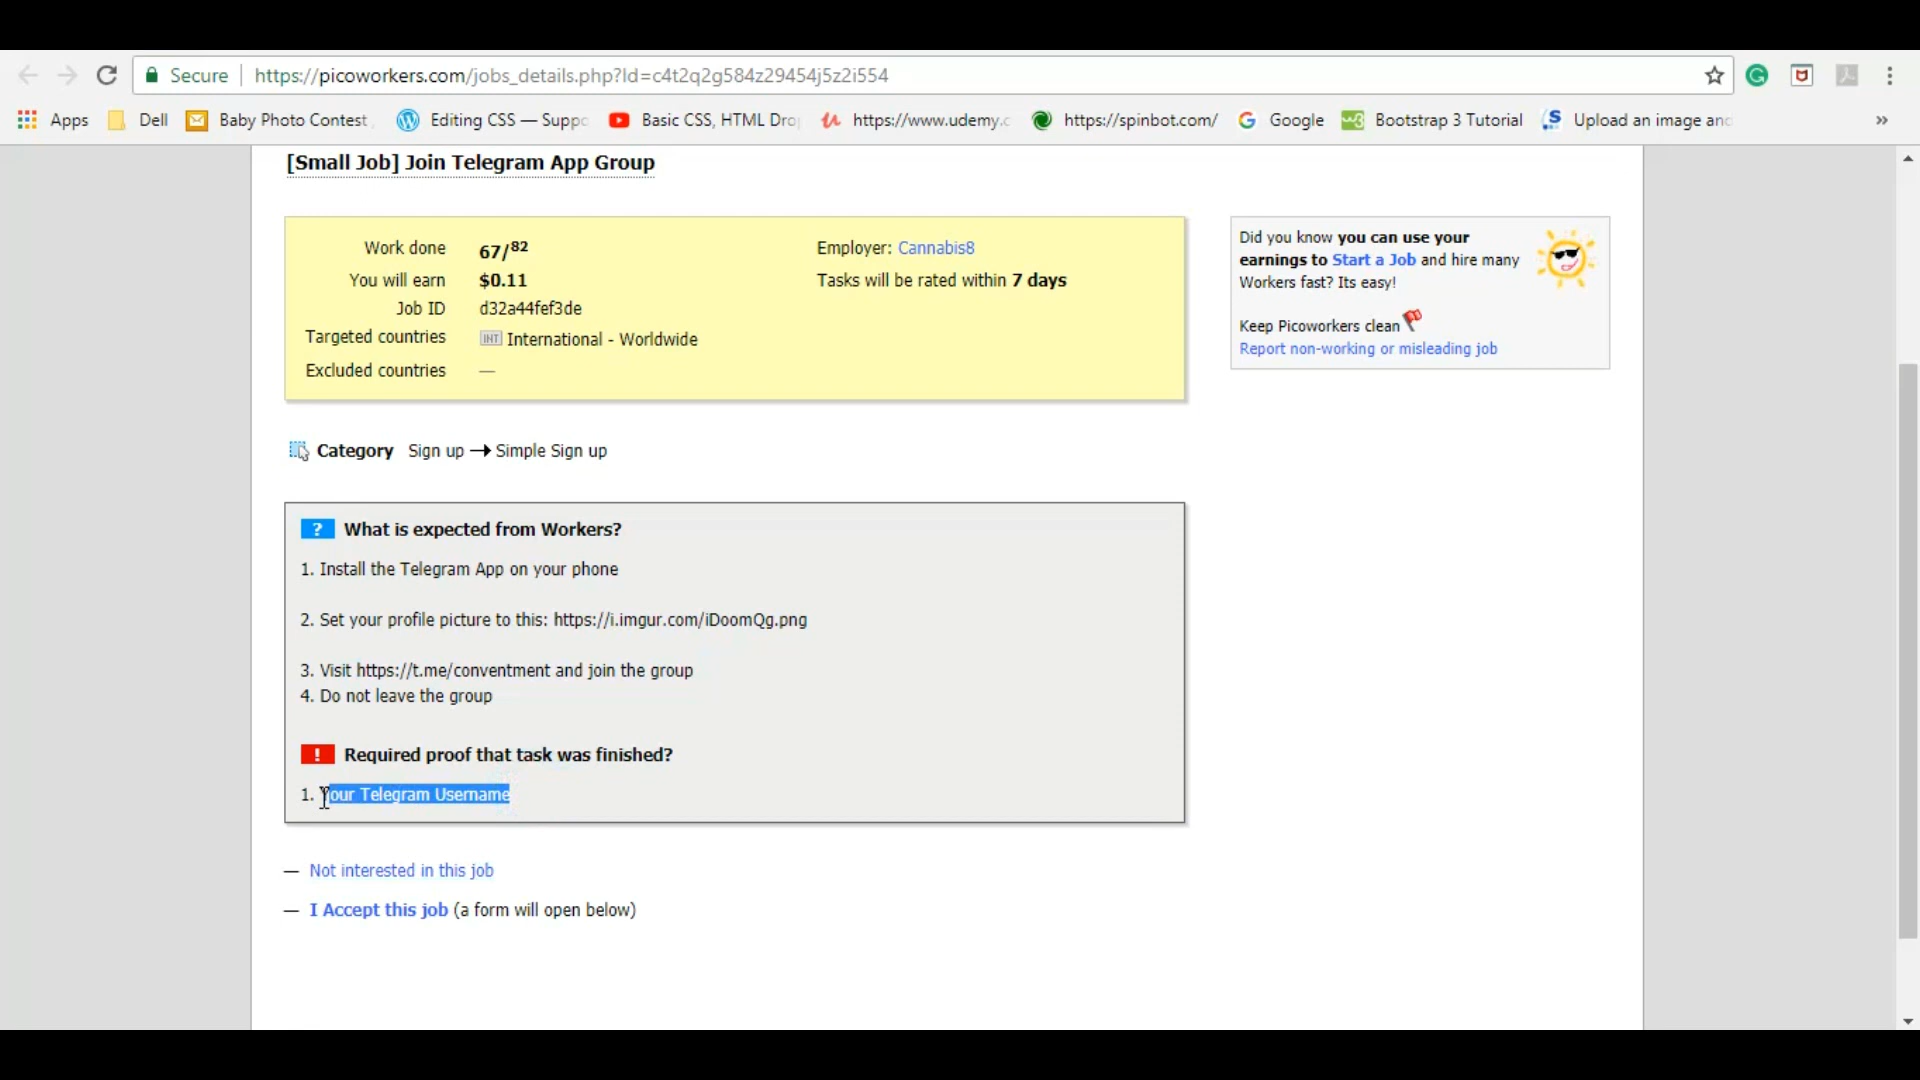 Secure https://picoworkers.com/jobs_details.php?Id=c4t2q2g584z29454j5z2i554
Apps Dell Baby Photo Contest Editing CSS — Suppo Basic CSS, HTML Dro https://www.udemy.c https://spinbot.com/ Google Bootstrap 3 Tutorial Upload an image and »
[Small Job] Join Telegram App Group
Work done 67/82
You will earn $0.11
Job ID d32a44fef3de
Targeted countries INT International - Worldwide
Excluded countries —
Employer: Cannabis8
Tasks will be rated within 7 days
Did you know you can use your
earnings to Start a Job and hire many
Workers fast? Its easy!
Keep Picoworkers clean
Report non-working or misleading job
Category Sign up → Simple Sign up
? What is expected from Workers?
1. Install the Telegram App on your phone
2. Set your profile picture to this: https://i.imgur.com/iDoomQg.png
3. Visit https://t.me/conventment and join the group
4. Do not leave the group
! Required proof that task was finished?
1. Your Telegram Username
— Not interested in this job
— I Accept this job (a form will open below)